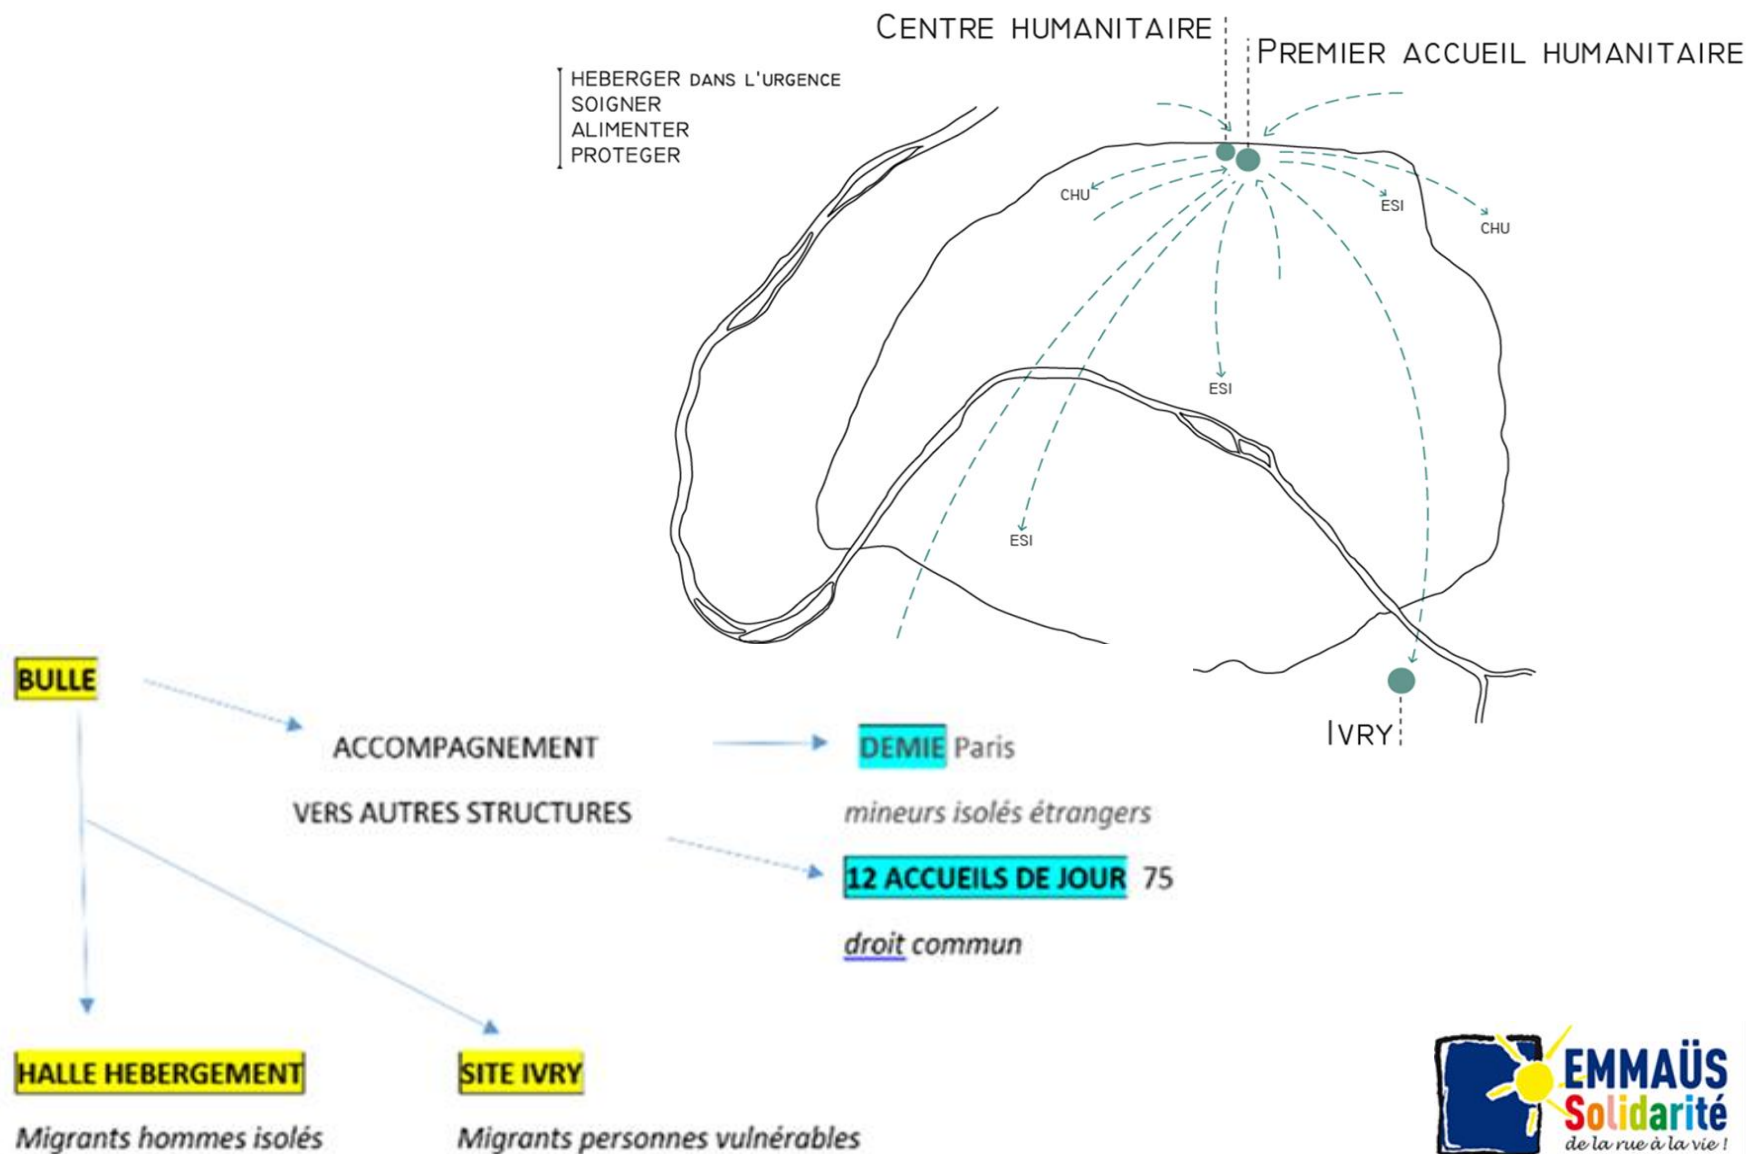 CENTRE HUMANITAIRE
PREMIER ACCUEIL HUMANITAIRE
HEBERGER DANS L'URGENCE
SOIGNER
ALIMENTER
PROTEGER
CHU
ESI
CHU
ESI
ESI
IVRY
BULLE
ACCOMPAGNEMENT
VERS AUTRES STRUCTURES
DEMIE Paris
mineurs isolés étrangers
12 ACCUEILS DE JOUR 75
droit commun
HALLE HEBERGEMENT
Migrants hommes isolés
SITE IVRY
Migrants personnes vulnérables
EMMAÜS
Solidarité
de la rue à la vie !